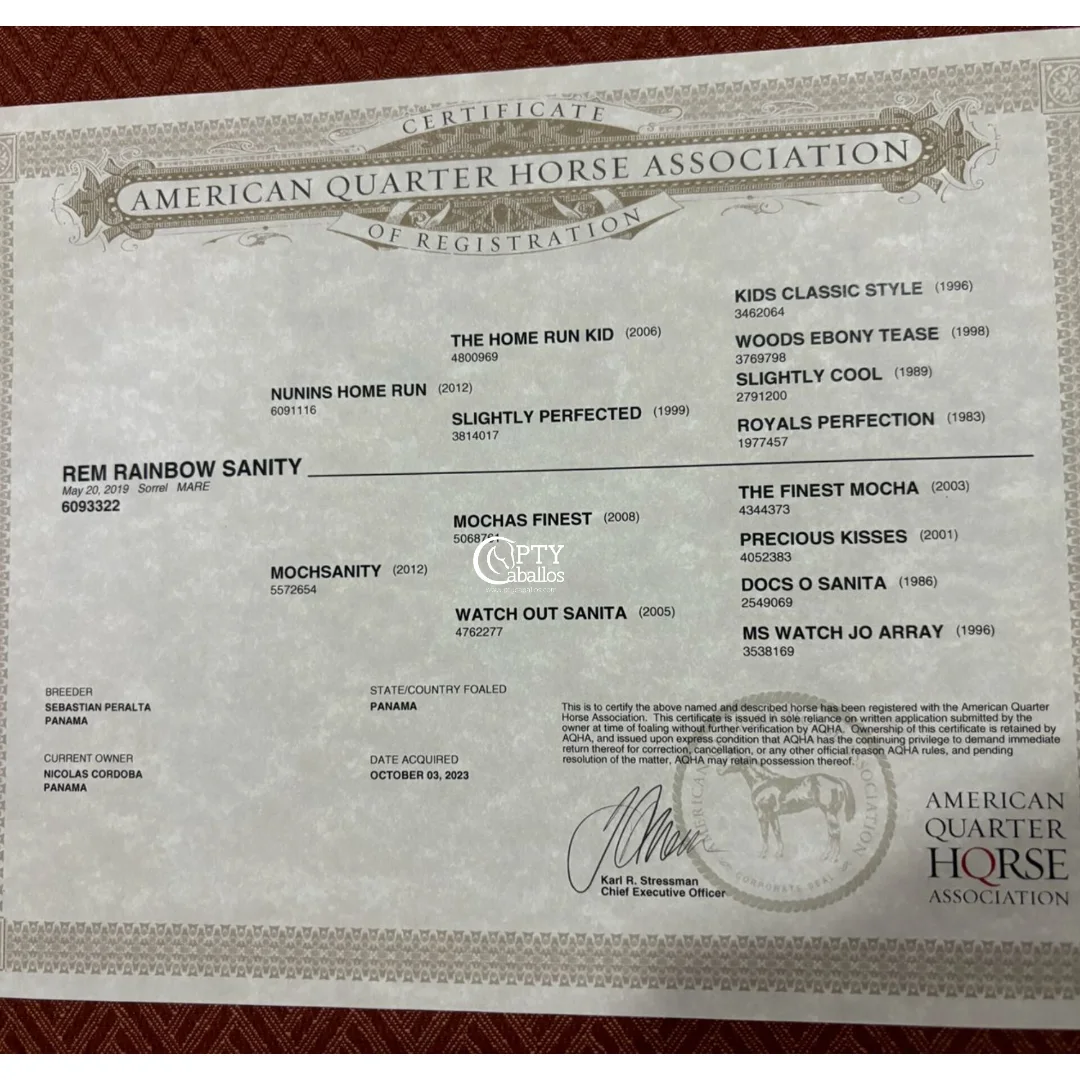 CERTIFICATE
AMERICAN QUARTER HORSE ASSOCIATION
OF REGISTRATION
KIDS CLASSIC STYLE (1996)
3462064
THE HOME RUN KID (2006)
4800969
WOODS EBONY TEASE (1998)
3769798
NUNINS HOME RUN (2012)
6091116
SLIGHTLY COOL (1989)
2791200
SLIGHTLY PERFECTED (1999)
3814017
ROYALS PERFECTION (1983)
1977457
REM RAINBOW SANITY
May 20, 2019 Sorrel MARE
6093322
THE FINEST MOCHA (2003)
4344373
MOCHAS FINEST (2008)
PRECIOUS KISSES (2001)
4052383
MOCHSANITY (2012)
5572654
DOCS O SANITA (1986)
2549069
WATCH OUT SANITA (2005)
4762277
MS WATCH JO ARRAY (1996)
3538169
PTY
Caballos
BREEDER
SEBASTIAN PERALTA
PANAMA
STATE/COUNTRY FOALED
PANAMA
CURRENT OWNER
NICOLAS CORDOBA
PANAMA
DATE ACQUIRED
OCTOBER 03, 2023
This is to certify the above named and described horse has been registered with the American Quarter
Horse Association. This certificate is issued in sole reliance on written application submitted by the
owner at time of foaling without further verification by AQHA. Ownership of this certificate is retained by
AQHA, and issued upon express condition that AQHA has the continuing privilege to demand immediate
return thereof for correction, cancellation, or any other official reason AQHA rules, and pending
resolution of the matter, AQHA may retain possession thereof.
Karl R. Stressman
Chief Executive Officer
CORPORATE SEAL
AMERICAN
QUARTER
HORSE
ASSOCIATION